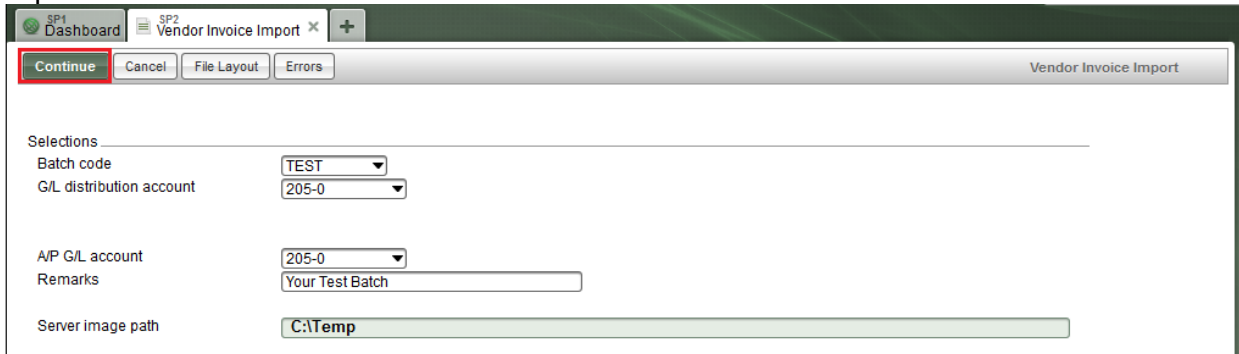 SP1 SP2
Dashboard Vendor Invoice Import × +
Continue Cancel File Layout Errors Vendor Invoice Import
Selections
Batch code TEST
G/L distribution account 205-0
A/P G/L account 205-0
Remarks Your Test Batch
Server image path C:\Temp